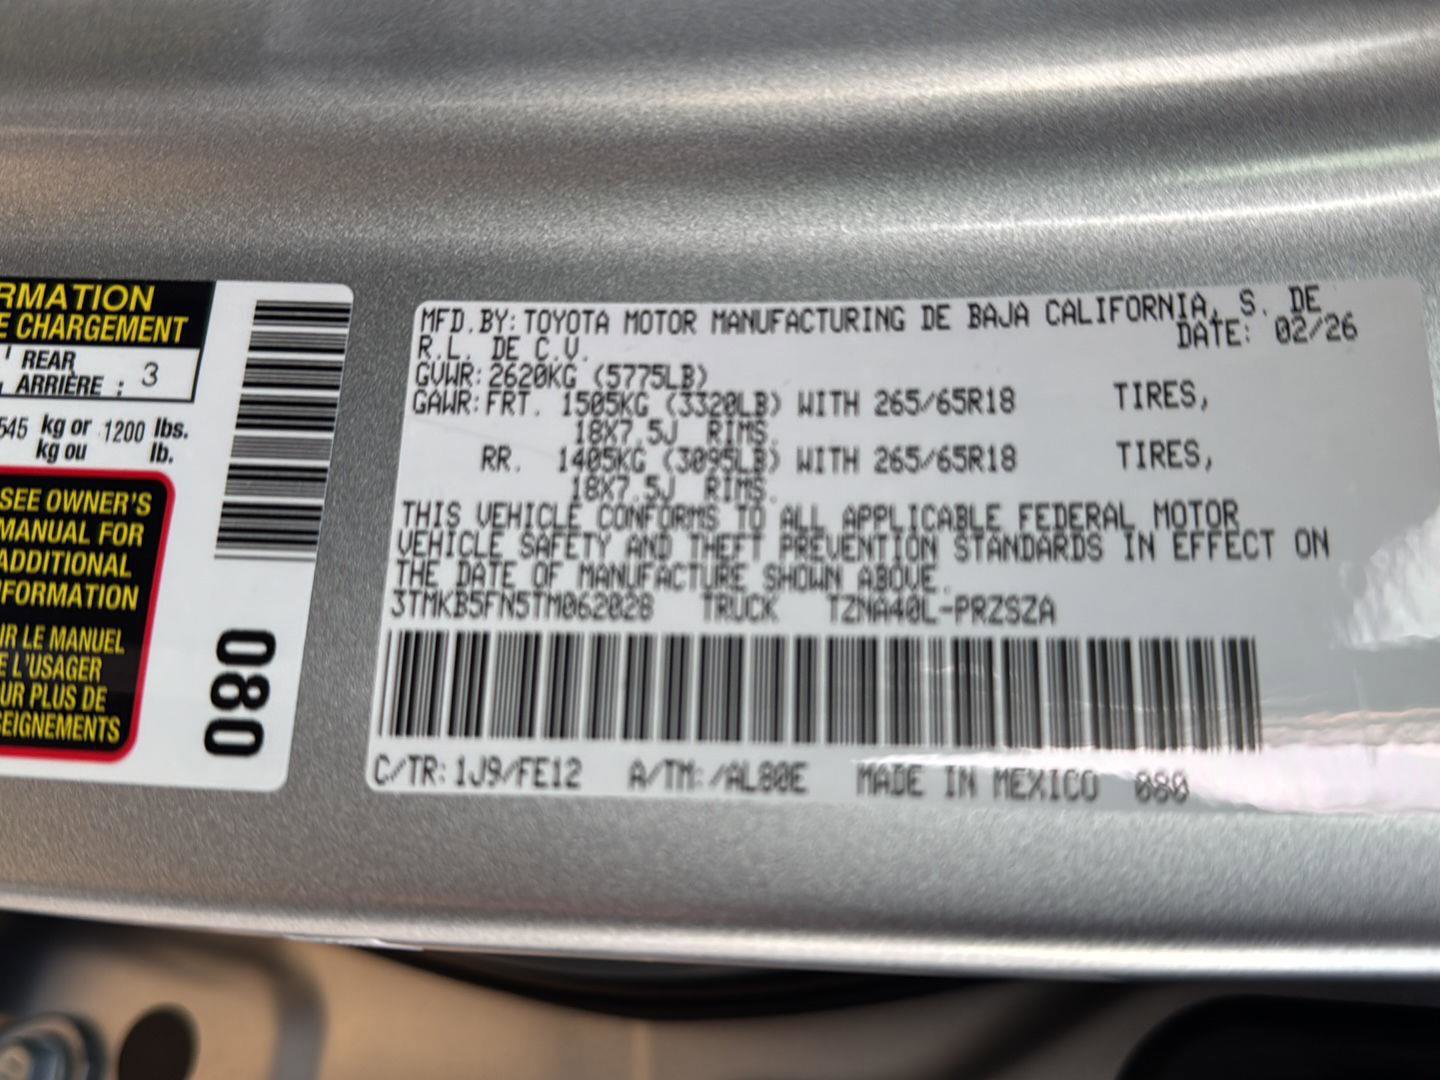 RMATION
E CHARGEMENT
REAR
ARRIÈRE : 3
545 kg or 1200 lbs.
kg ou lb.
SEE OWNER'S
MANUAL FOR
ADDITIONAL
FORMATION
IR LE MANUEL
E L'USAGER
UR PLUS DE
SEIGNEMENTS
080
MFD.BY: TOYOTA MOTOR MANUFACTURING DE BAJA CALIFORNIA, S. DE
R.L. DE C.V. DATE: 02/26
GVWR: 2620KG (5775LB)
GAWR: FRT. 1505KG (3320LB) WITH 265/65R18 TIRES,
18X7.5J RIMS.
RR. 1405KG (3095LB) WITH 265/65R18 TIRES,
18X7.5J RIMS.
THIS VEHICLE CONFORMS TO ALL APPLICABLE FEDERAL MOTOR
VEHICLE SAFETY AND THEFT PREVENTION STANDARDS IN EFFECT ON
THE DATE OF MANUFACTURE SHOWN ABOVE.
3TMKB5FN5TM062028 TRUCK TZNA40L-PRZSZA
C/TR: 1J9/FE12 A/TM: /AL80E MADE IN MEXICO 080